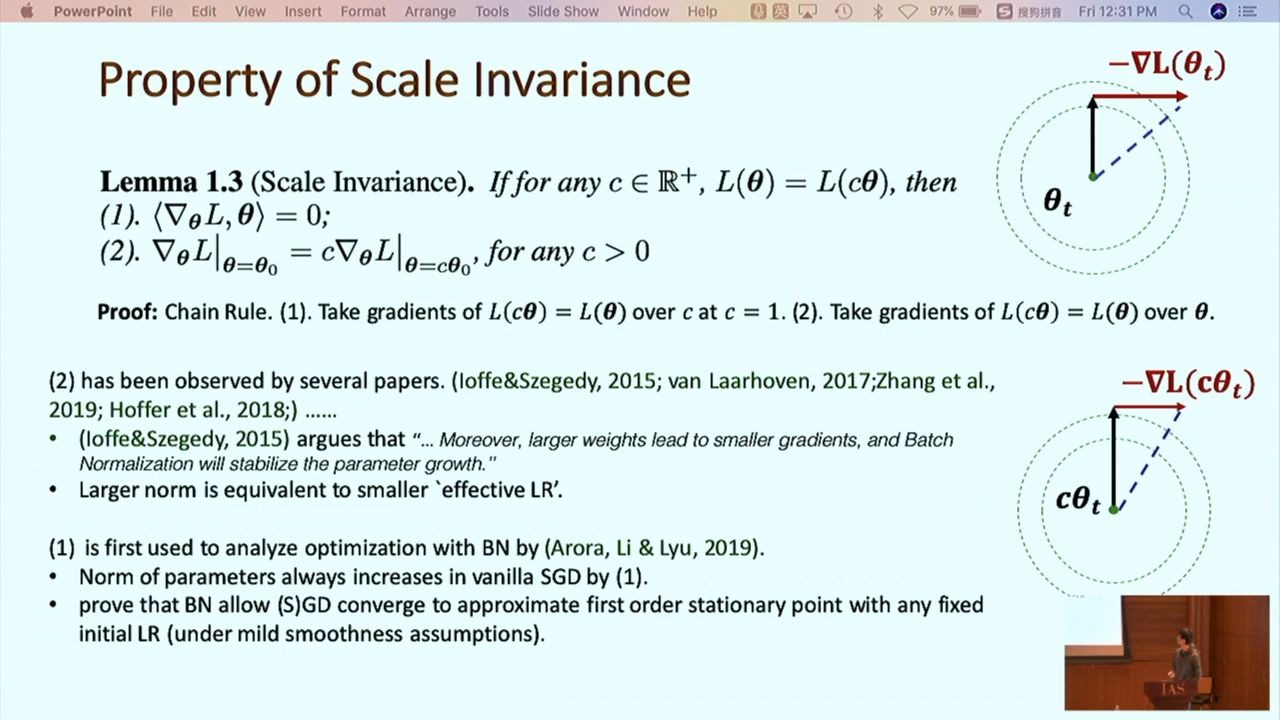 PowerPoint File Edit View Insert Format Arrange Tools Slide Show Window Help 英 97% S 搜狗拼音 Fri 12:31 PM
Property of Scale Invariance
−∇L(θₜ)
θₜ
Lemma 1.3 (Scale Invariance). If for any c ∈ ℝ⁺, L(θ) = L(cθ), then
(1). ⟨∇_θ L, θ⟩ = 0;
(2). ∇_θ L|_{θ=θ₀} = c∇_θ L|_{θ=cθ₀}, for any c > 0
Proof: Chain Rule. (1). Take gradients of L(cθ) = L(θ) over c at c = 1. (2). Take gradients of L(cθ) = L(θ) over θ.
(2) has been observed by several papers. (Ioffe&Szegedy, 2015; van Laarhoven, 2017;Zhang et al.,
2019; Hoffer et al., 2018;) ......
• (Ioffe&Szegedy, 2015) argues that “... Moreover, larger weights lead to smaller gradients, and Batch
Normalization will stabilize the parameter growth.”
• Larger norm is equivalent to smaller `effective LR’.
−∇L(cθₜ)
cθₜ
(1) is first used to analyze optimization with BN by (Arora, Li & Lyu, 2019).
• Norm of parameters always increases in vanilla SGD by (1).
• prove that BN allow (S)GD converge to approximate first order stationary point with any fixed
initial LR (under mild smoothness assumptions).
IAS